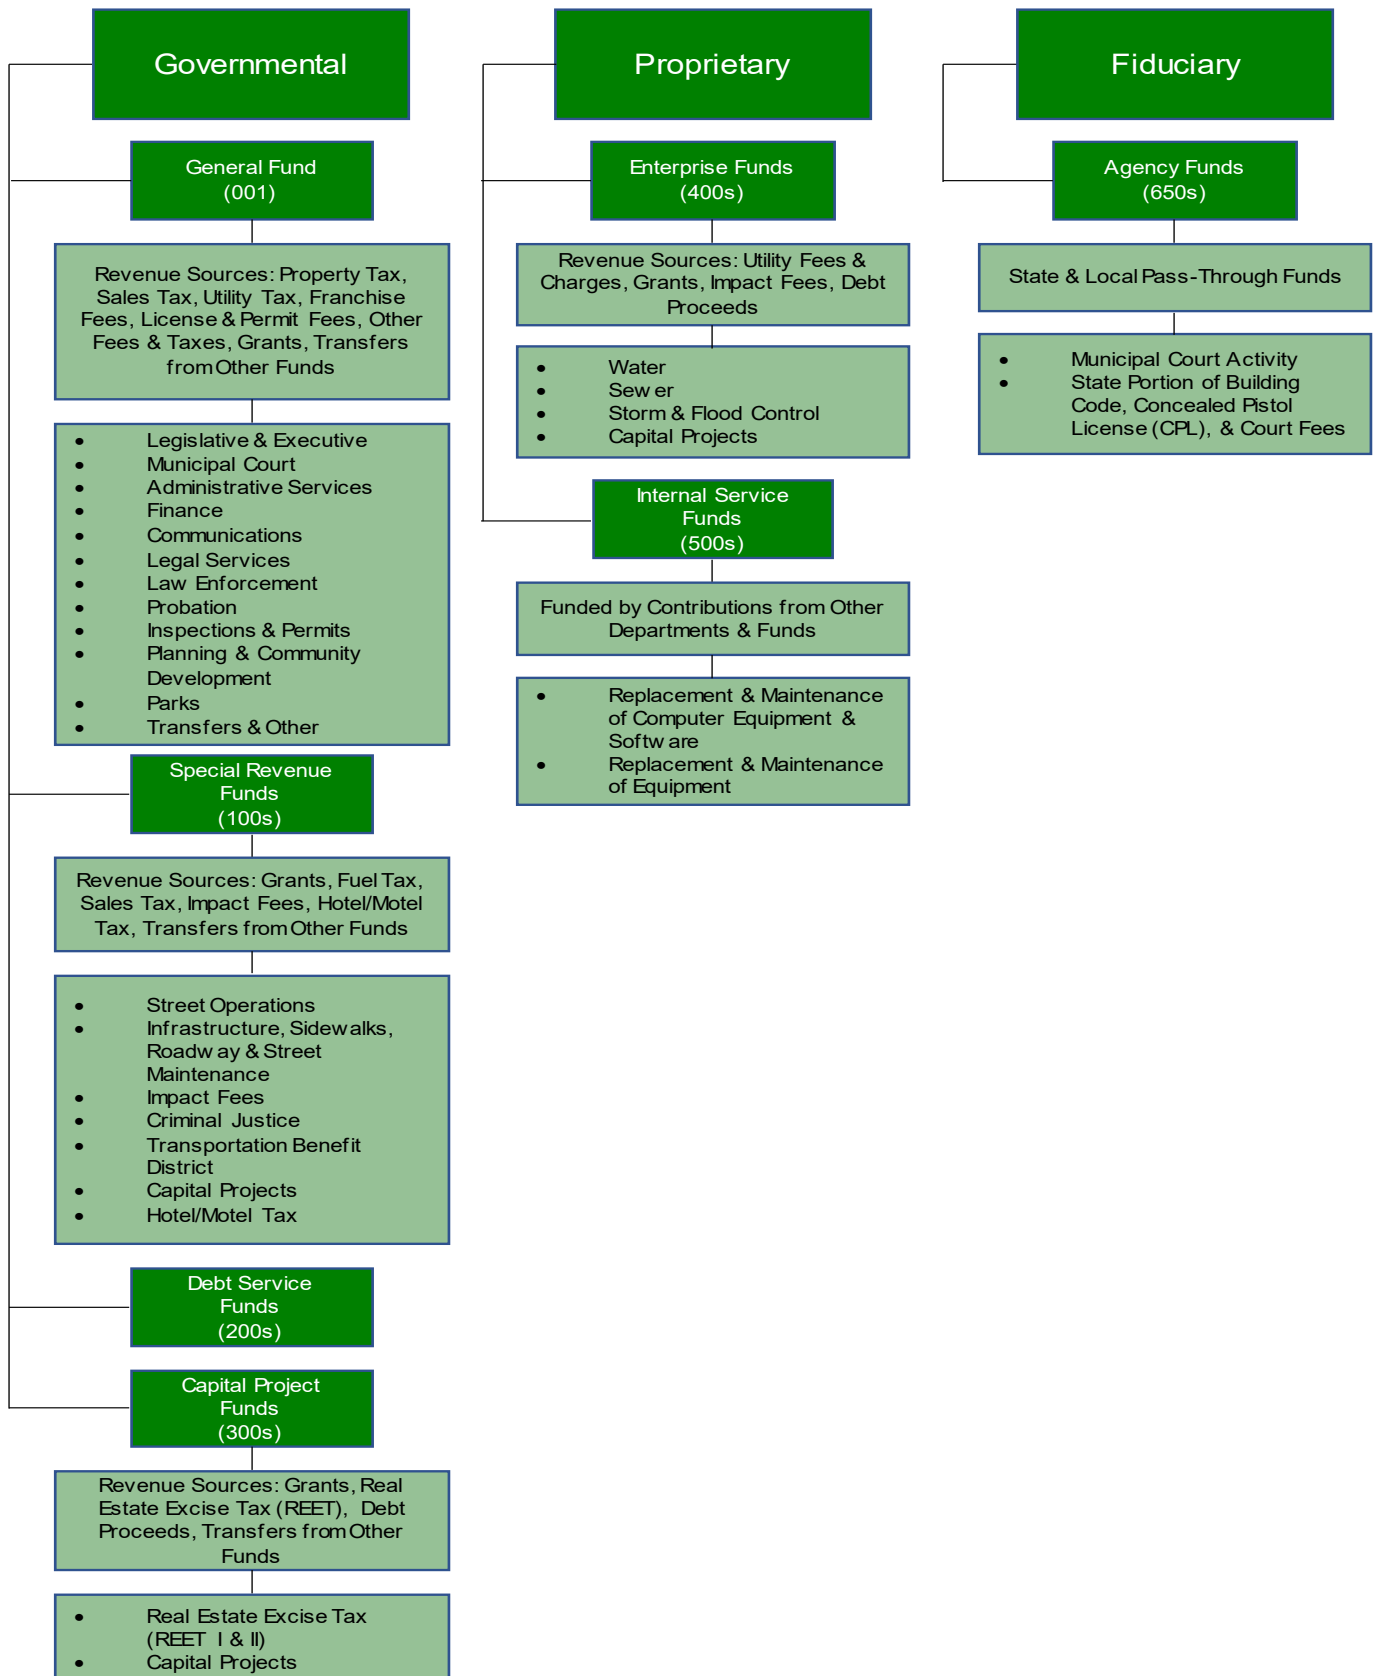 Governmental
General Fund
(001)
Revenue Sources: Property Tax,
Sales Tax, Utility Tax, Franchise
Fees, License & Permit Fees, Other
Fees & Taxes, Grants, Transfers
from Other Funds
• Legislative & Executive
• Municipal Court
• Administrative Services
• Finance
• Communications
• Legal Services
• Law Enforcement
• Probation
• Inspections & Permits
• Planning & Community
Development
• Parks
• Transfers & Other
Special Revenue
Funds
(100s)
Revenue Sources: Grants, Fuel Tax,
Sales Tax, Impact Fees, Hotel/Motel
Tax, Transfers from Other Funds
• Street Operations
• Infrastructure, Sidewalks,
Roadway & Street
Maintenance
• Impact Fees
• Criminal Justice
• Transportation Benefit
District
• Capital Projects
• Hotel/Motel Tax
Debt Service
Funds
(200s)
Capital Project
Funds
(300s)
Revenue Sources: Grants, Real
Estate Excise Tax (REET), Debt
Proceeds, Transfers from Other
Funds
• Real Estate Excise Tax
(REET I & II)
• Capital Projects
Proprietary
Enterprise Funds
(400s)
Revenue Sources: Utility Fees &
Charges, Grants, Impact Fees, Debt
Proceeds
• Water
• Sewer
• Storm & Flood Control
• Capital Projects
Internal Service
Funds
(500s)
Funded by Contributions from Other
Departments & Funds
• Replacement & Maintenance
of Computer Equipment &
Software
• Replacement & Maintenance
of Equipment
Fiduciary
Agency Funds
(650s)
State & Local Pass-Through Funds
• Municipal Court Activity
• State Portion of Building
Code, Concealed Pistol
License (CPL), & Court Fees